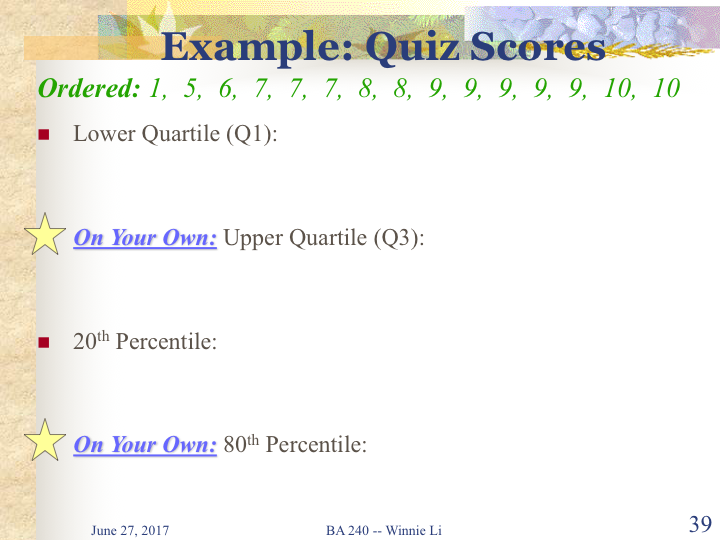 Example: Quiz Scores
Ordered: 1, 5, 6, 7, 7, 7, 8, 8, 9, 9, 9, 9, 9, 10, 10
Lower Quartile (Q1):
On Your Own: Upper Quartile (Q3):
20th Percentile:
On Your Own: 80th Percentile:
June 27, 2017
BA 240 -- Winnie Li
39